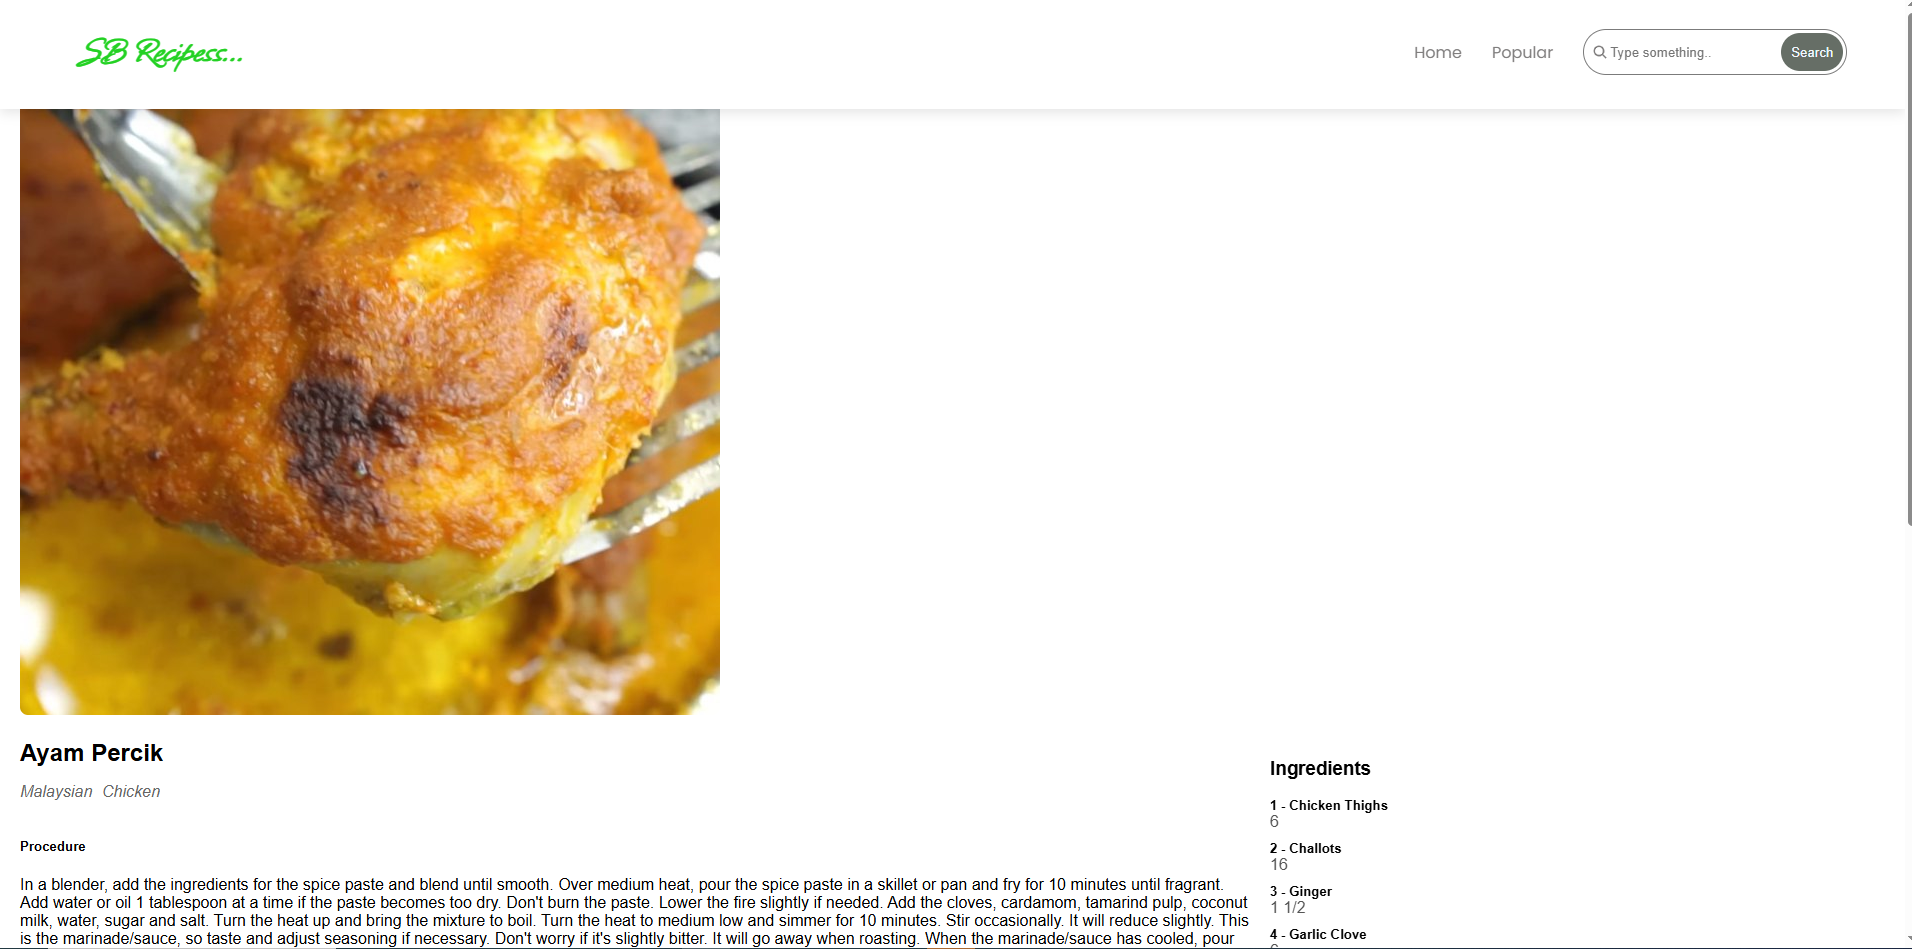 SB Recipess...
Home
Popular
Type something..
Search
Ayam Percik
Malaysian Chicken
Procedure
In a blender, add the ingredients for the spice paste and blend until smooth. Over medium heat, pour the spice paste in a skillet or pan and fry for 10 minutes until fragrant.
Add water or oil 1 tablespoon at a time if the paste becomes too dry. Don't burn the paste. Lower the fire slightly if needed. Add the cloves, cardamom, tamarind pulp, coconut
milk, water, sugar and salt. Turn the heat up and bring the mixture to boil. Turn the heat to medium low and simmer for 10 minutes. Stir occasionally. It will reduce slightly. This
is the marinade/sauce, so taste and adjust seasoning if necessary. Don't worry if it's slightly bitter. It will go away when roasting. When the marinade/sauce has cooled, pour
Ingredients
1 - Chicken Thighs
6
2 - Challots
16
3 - Ginger
1 1/2
4 - Garlic Clove